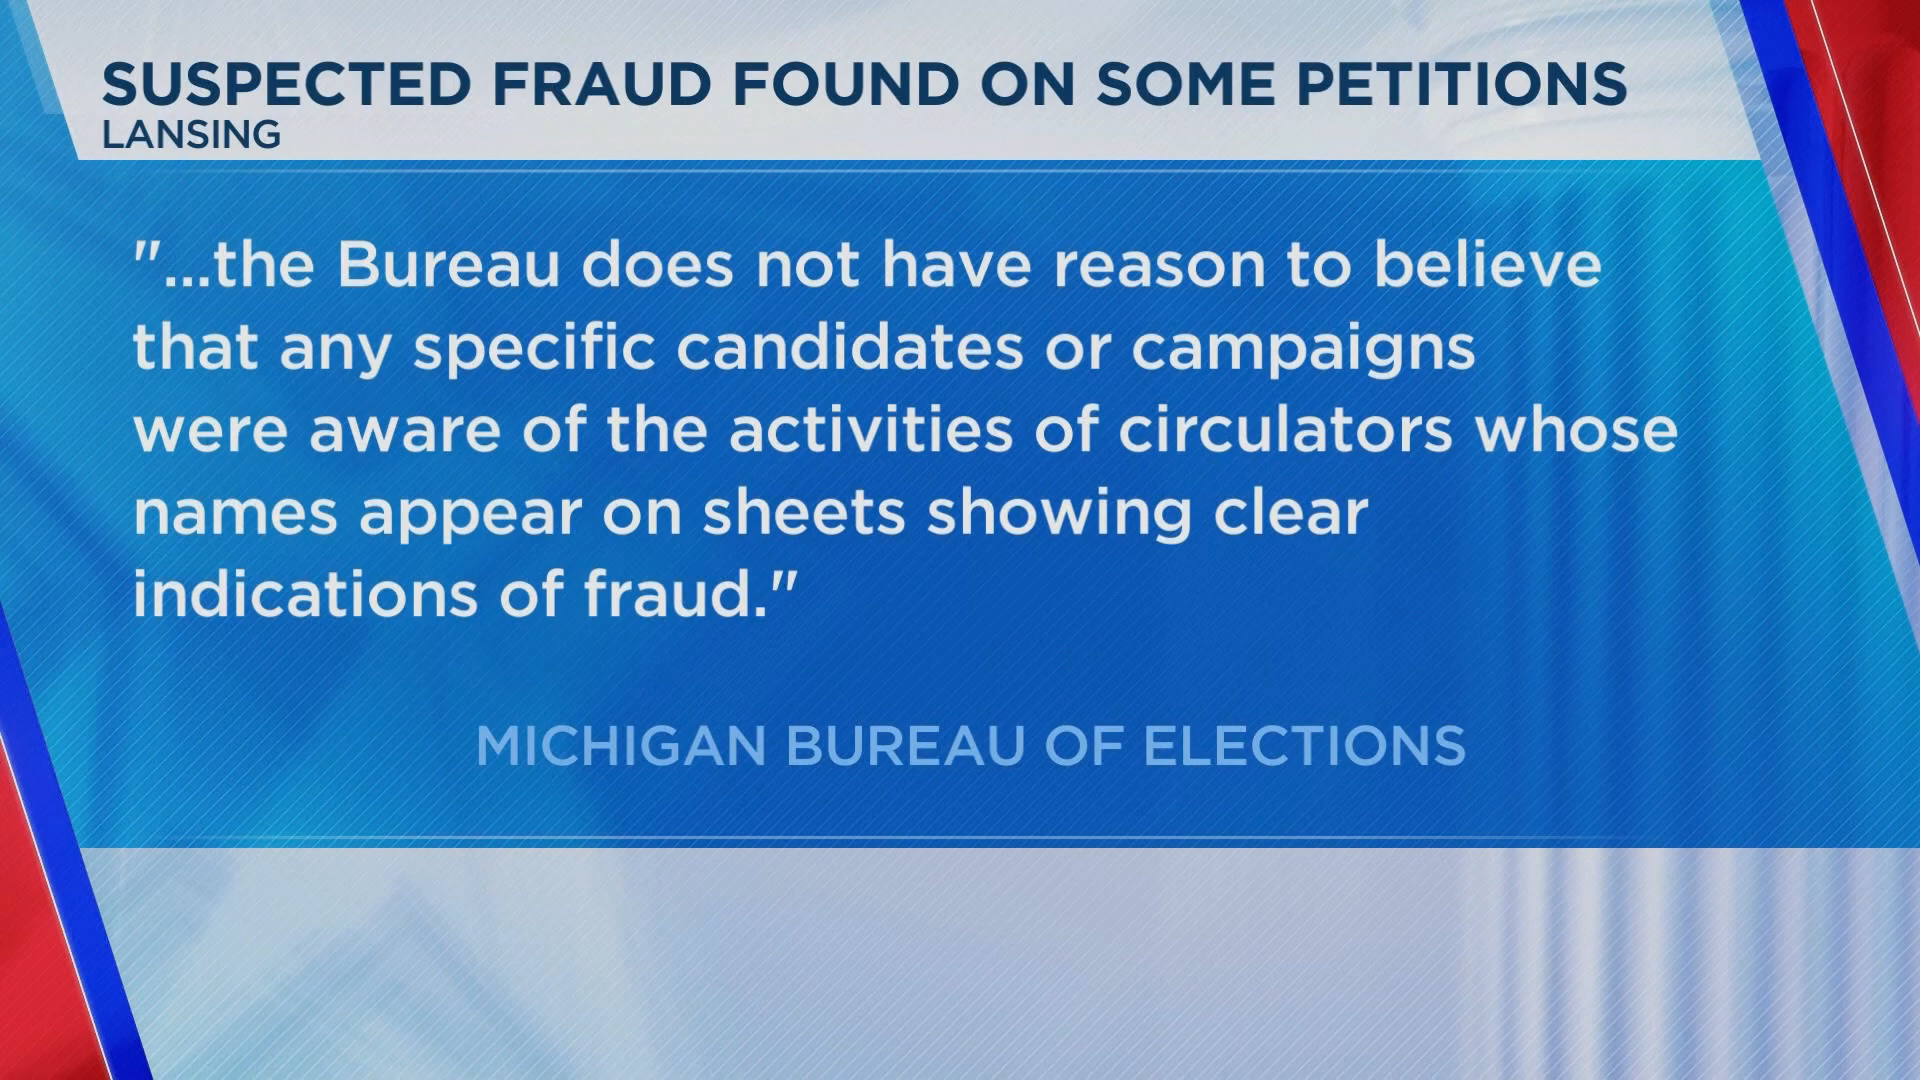 SUSPECTED FRAUD FOUND ON SOME PETITIONS
LANSING
"...the Bureau does not have reason to believe
that any specific candidates or campaigns
were aware of the activities of circulators whose
names appear on sheets showing clear
indications of fraud."
MICHIGAN BUREAU OF ELECTIONS